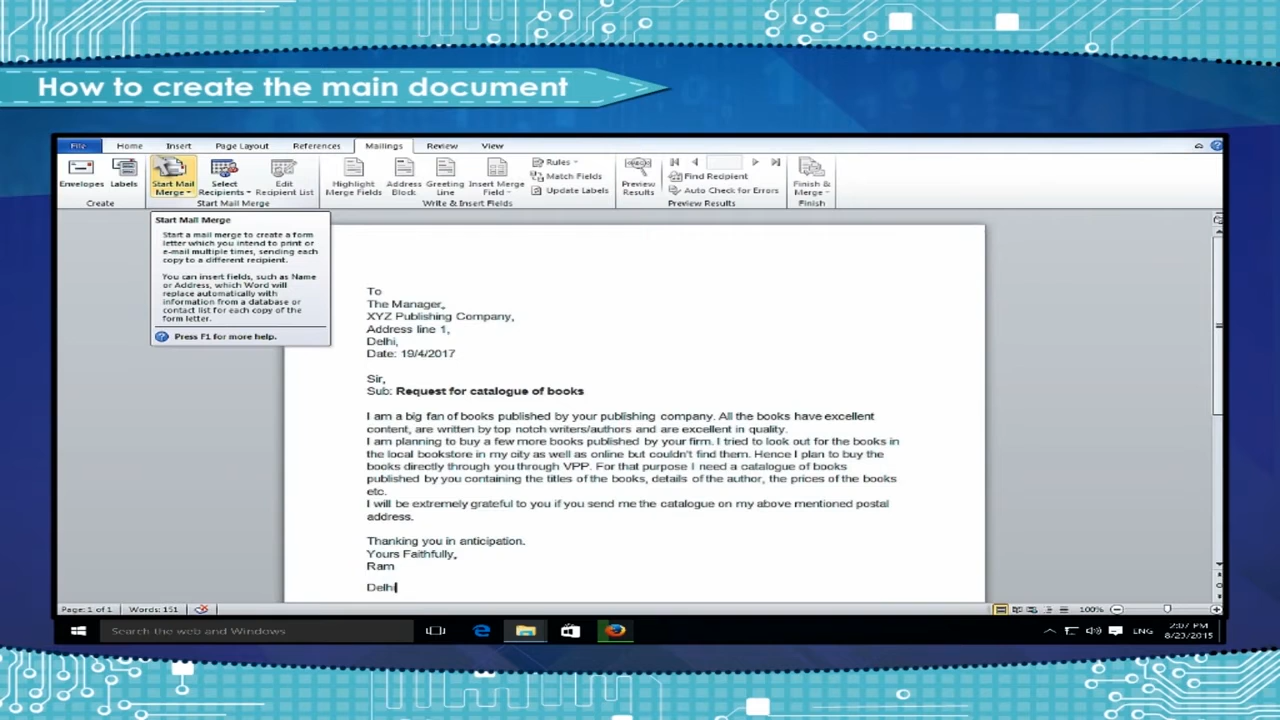 How to create the main document
File Home Insert Page Layout References Mailings Review View
Envelopes Labels
Create
Start Mail
Merge
Select
Recipients
Edit
Recipient List
Start Mail Merge
Highlight
Merge Fields
Address
Block
Greeting
Line
Insert Merge
Field
Rules
Match Fields
Update Labels
Write & Insert Fields
Preview
Results
ABC
Find Recipient
Auto Check for Errors
Preview Results
Finish &
Merge
Finish
Start Mail Merge
Start a mail merge to create a form
letter which you intend to print or
e-mail multiple times, sending each
copy to a different recipient.
You can insert fields, such as Name
or Address, which Word will
replace automatically with
information from a database or
contact list for each copy of the
form letter.
Press F1 for more help.
To
The Manager,
XYZ Publishing Company,
Address line 1,
Delhi,
Date: 19/4/2017
Sir,
Sub: Request for catalogue of books
I am a big fan of books published by your publishing company. All the books have excellent
content, are written by top notch writers/authors and are excellent in quality.
I am planning to buy a few more books published by your firm. I tried to look out for the books in
the local bookstore in my city as well as online but couldn't find them. Hence I plan to buy the
books directly through you through VPP. For that purpose I need a catalogue of books
published by you containing the titles of the books, details of the author, the prices of the books
etc.
I will be extremely grateful to you if you send me the catalogue on my above mentioned postal
address.
Thanking you in anticipation.
Yours Faithfully,
Ram
Delhi
Page: 1 of 1 Words: 151
100%
Search the web and Windows
ENG
2:07 PM
8/23/2015